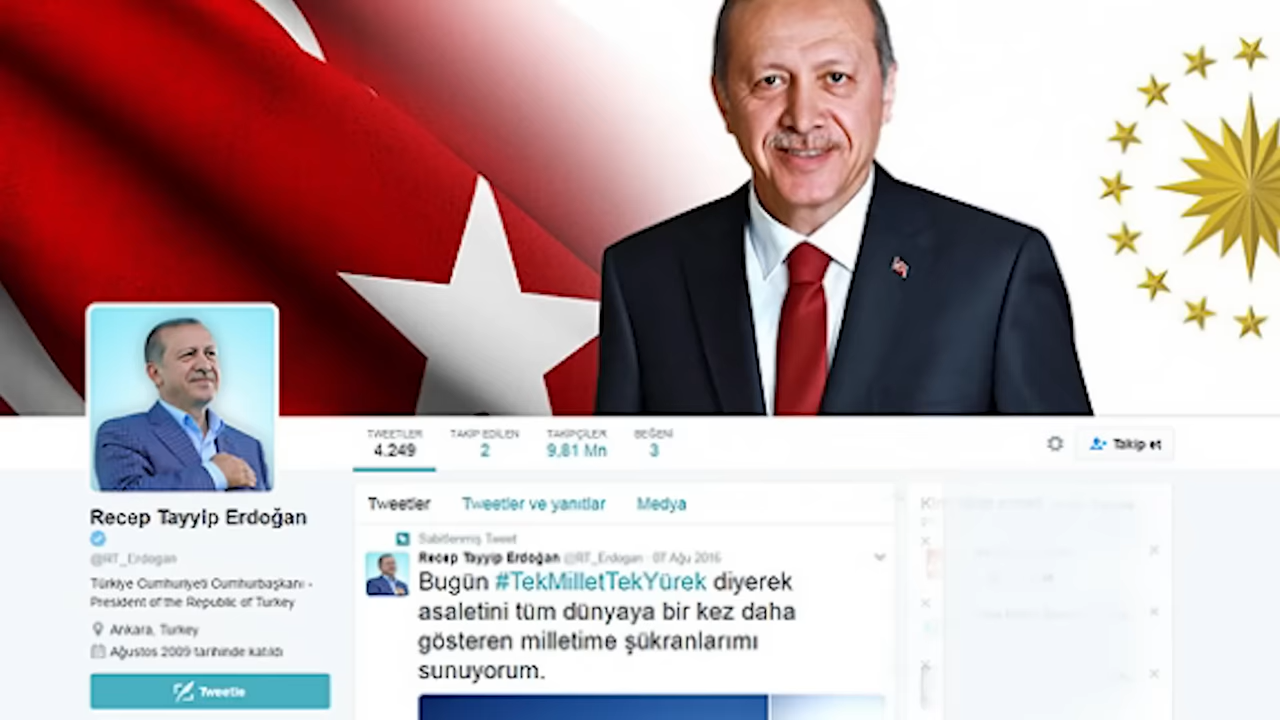 TWEETLER TAKİP EDİLEN TAKİPÇİLER BEĞENİ
4.249 2 9,81 Mn 3
Takip et
Recep Tayyip Erdoğan
@RT_Erdogan
Türkiye Cumhuriyeti Cumhurbaşkanı -
President of the Republic of Turkey
Ankara, Turkey
Ağustos 2009 tarihinde katıldı
Tweetle
Tweetler Tweetler ve yanıtlar Medya
Sabitlenmiş Tweet
Recep Tayyip Erdoğan @RT_Erdogan · 07 Ağu 2016
Bugün #TekMilletTekYürek diyerek
asaletini tüm dünyaya bir kez daha
gösteren milletime şükranlarımı
sunuyorum.